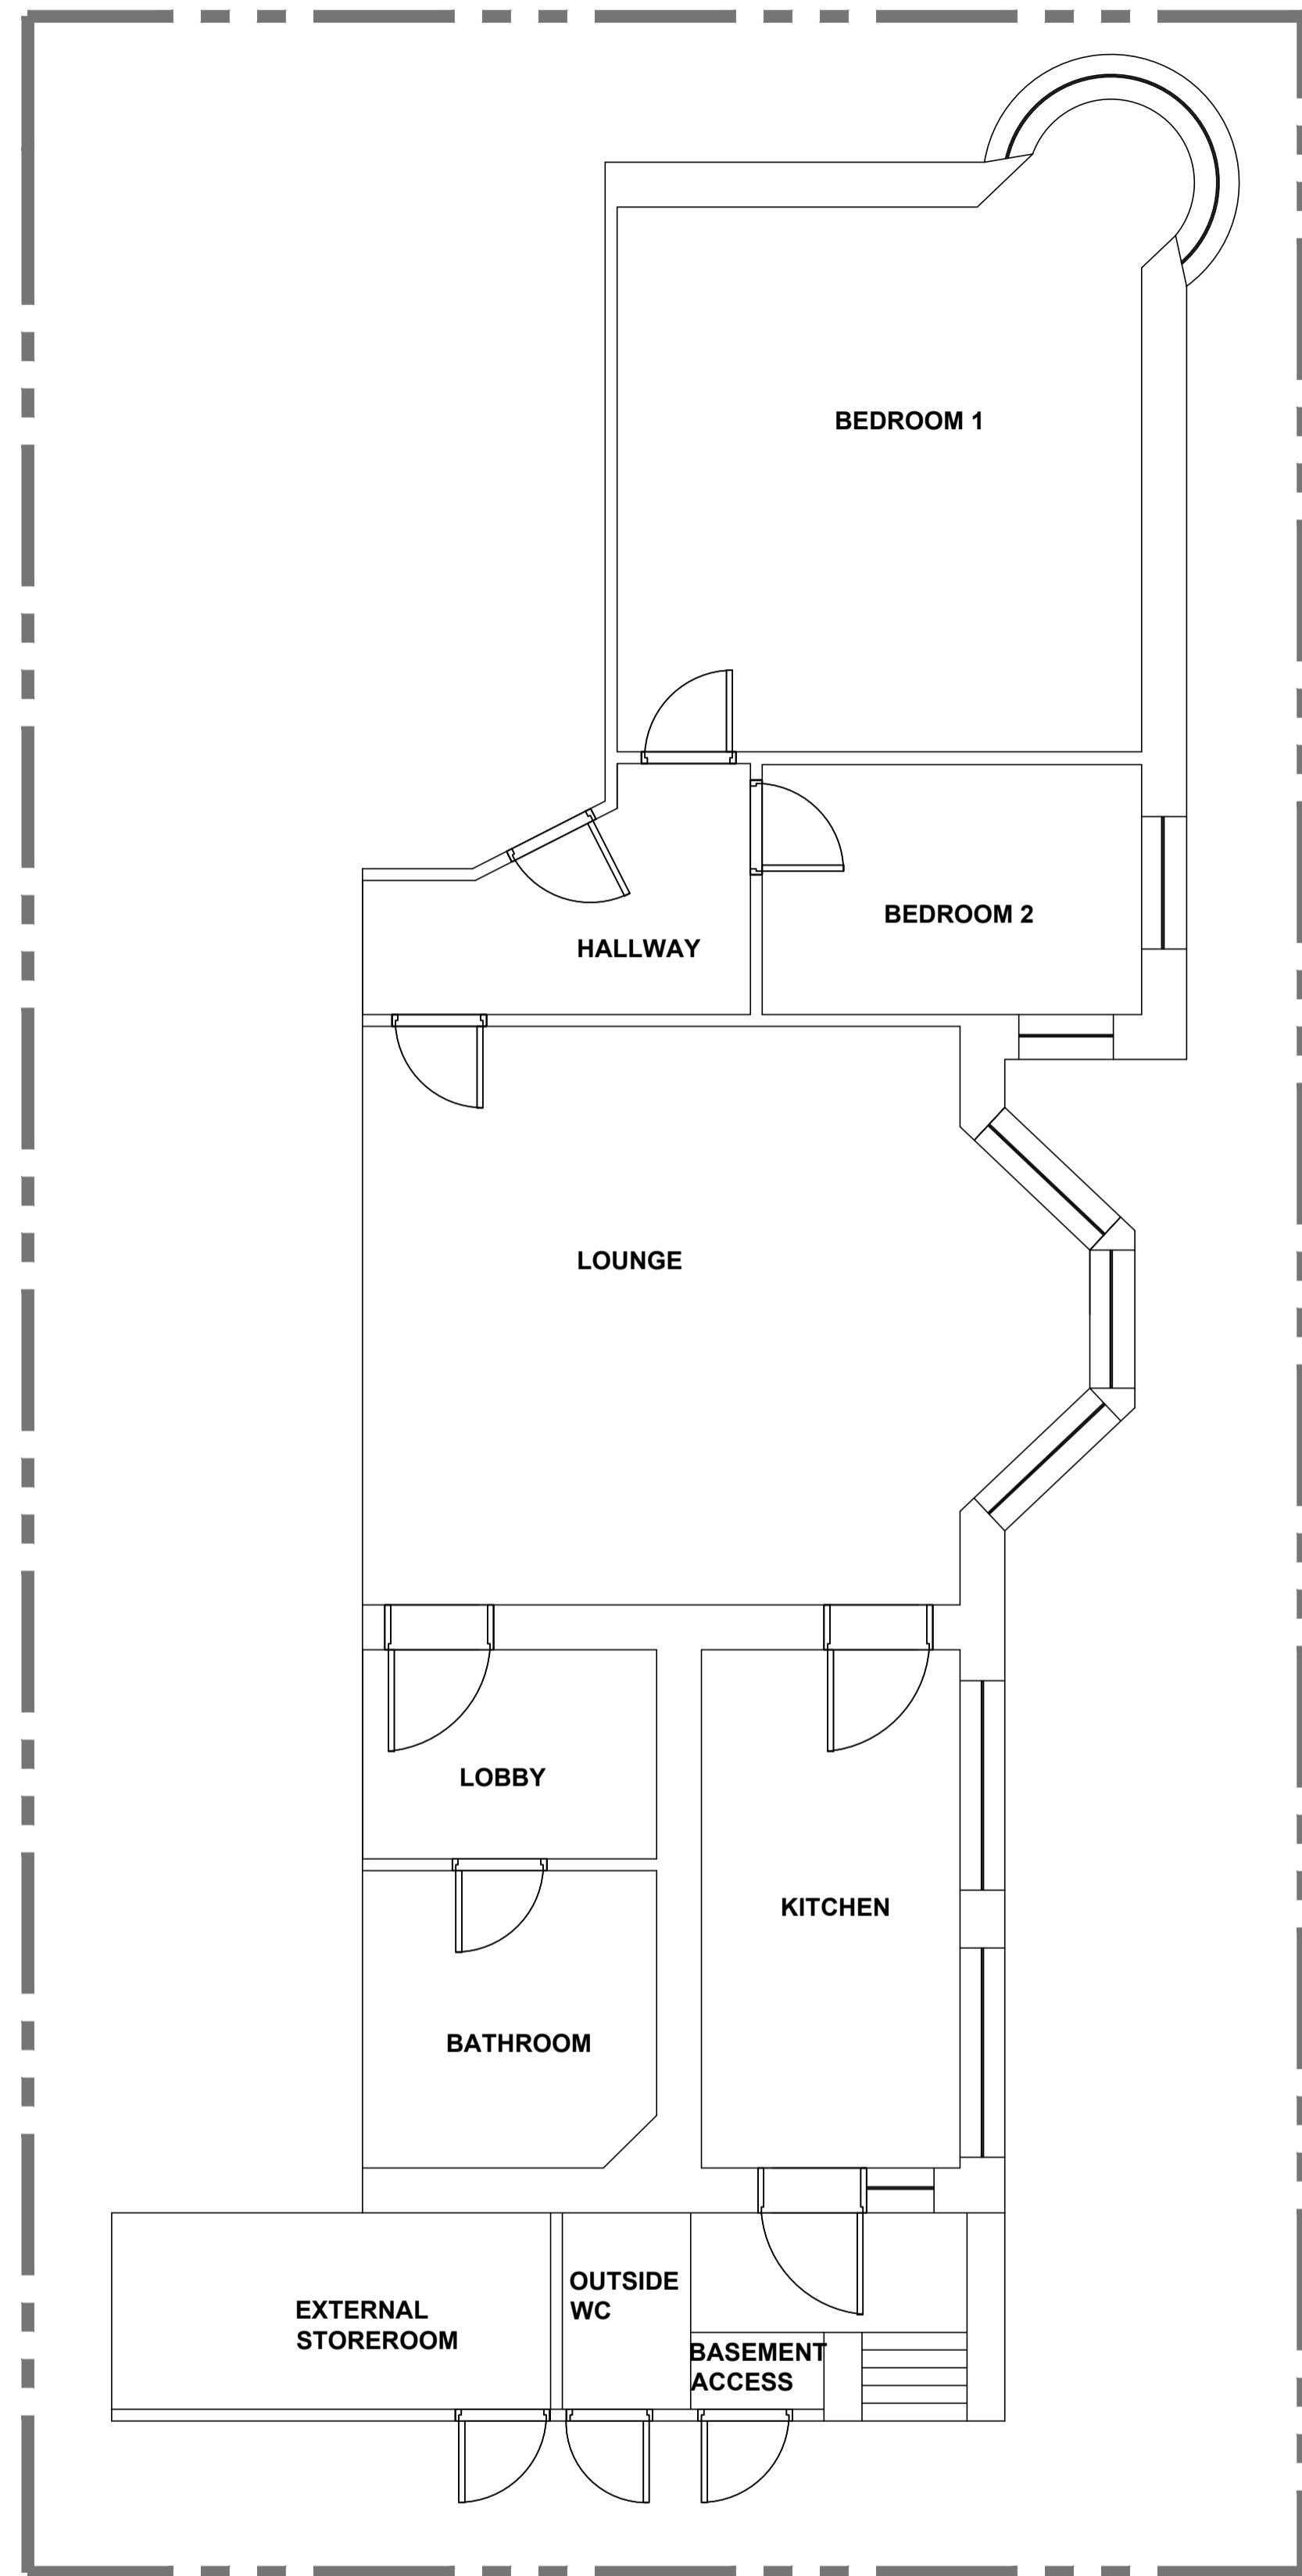 BEDROOM 1
BEDROOM 2
HALLWAY
LOUNGE
LOBBY
KITCHEN
BATHROOM
OUTSIDE
WC
EXTERNAL
STOREROOM
BASEMENT
ACCESS